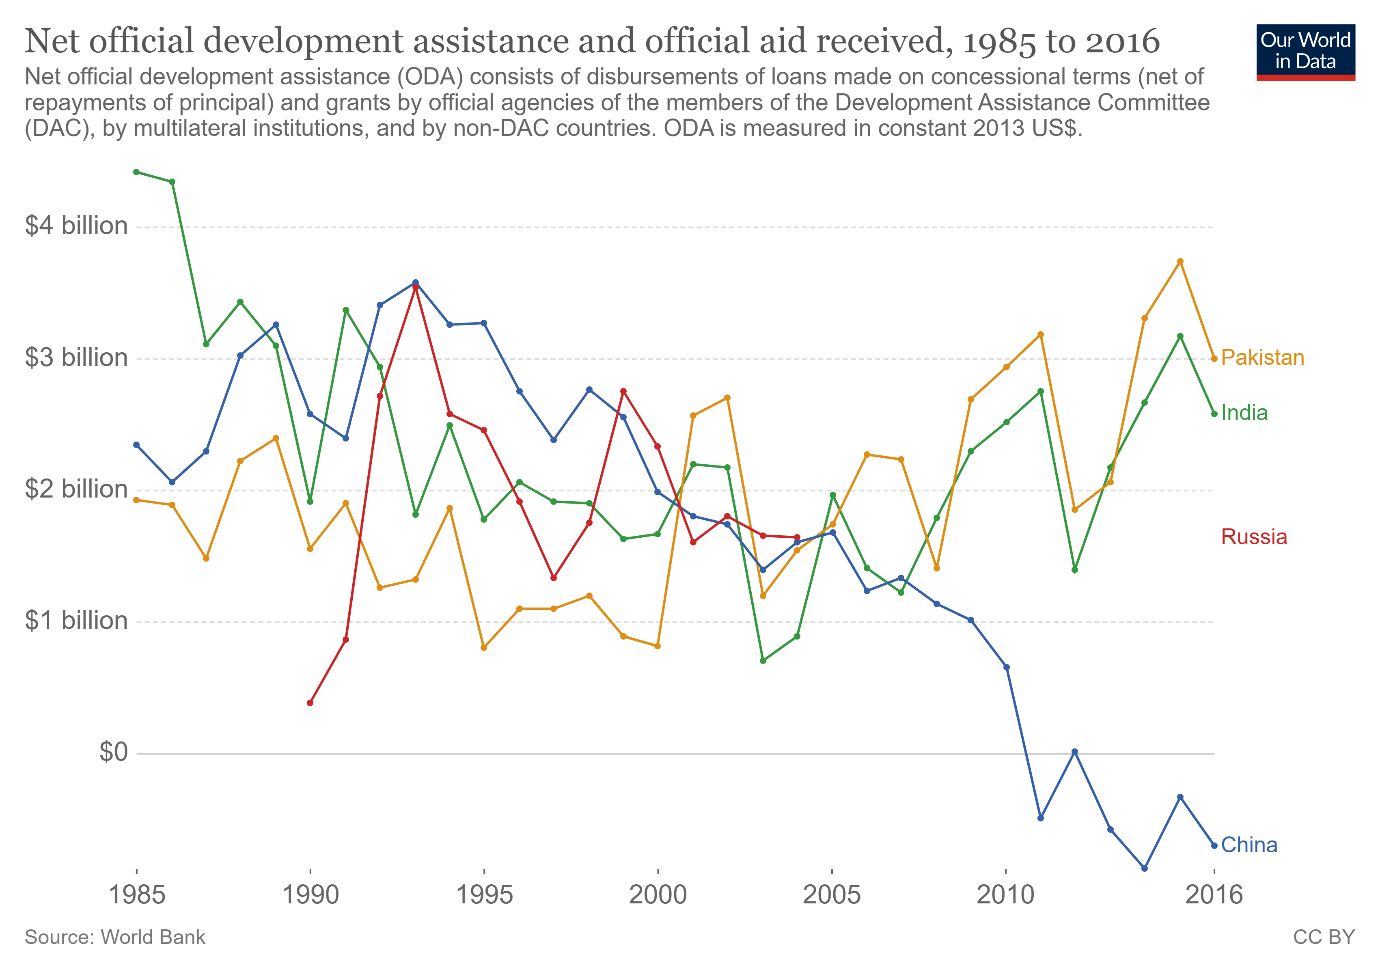 Net official development assistance and official aid received, 1985 to 2016
Our World
in Data
Net official development assistance (ODA) consists of disbursements of loans made on concessional terms (net of
repayments of principal) and grants by official agencies of the members of the Development Assistance Committee
(DAC), by multilateral institutions, and by non-DAC countries. ODA is measured in constant 2013 US$.
$4 billion
$3 billion
$2 billion
$1 billion
$0
Pakistan
India
Russia
China
1985
1990
1995
2000
2005
2010
2016
Source: World Bank
CC BY